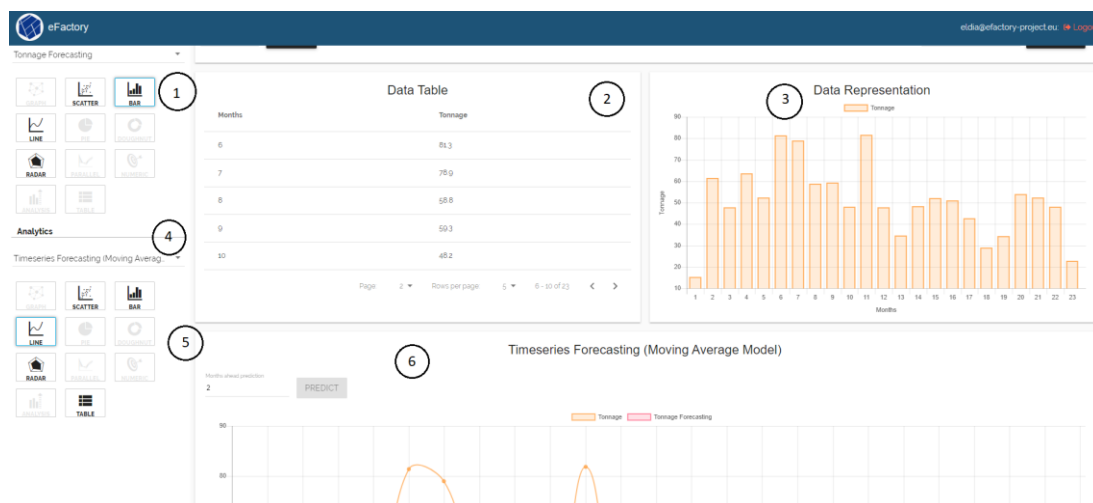 eFactory
eldia@efactory-project.eu Logo
Tonnage Forecasting
GRAPH SCATTER BAR
LINE PIE DOUGHNUT
RADAR PARALLEL NUMERIC
ANALYSIS TABLE
1
Analytics
4
Timeseries Forecasting (Moving Averag...
GRAPH SCATTER BAR
LINE PIE DOUGHNUT
5
RADAR PARALLEL NUMERIC
ANALYSIS TABLE
Data Table
2
Months Tonnage
6 81.3
7 78.9
8 58.8
9 59.3
10 48.2
Page 2 Rows per page: 5 6-10 of 23
3
Data Representation
Tonnage
90
80
70
60
50
40
30
20
10
Tonnage
1 2 3 4 5 6 7 8 9 10 11 12 13 14 15 16 17 18 19 20 21 22 23
Months
6
Timeseries Forecasting (Moving Average Model)
Months ahead prediction
2
PREDICT
Tonnage Tonnage Forecasting
90
80